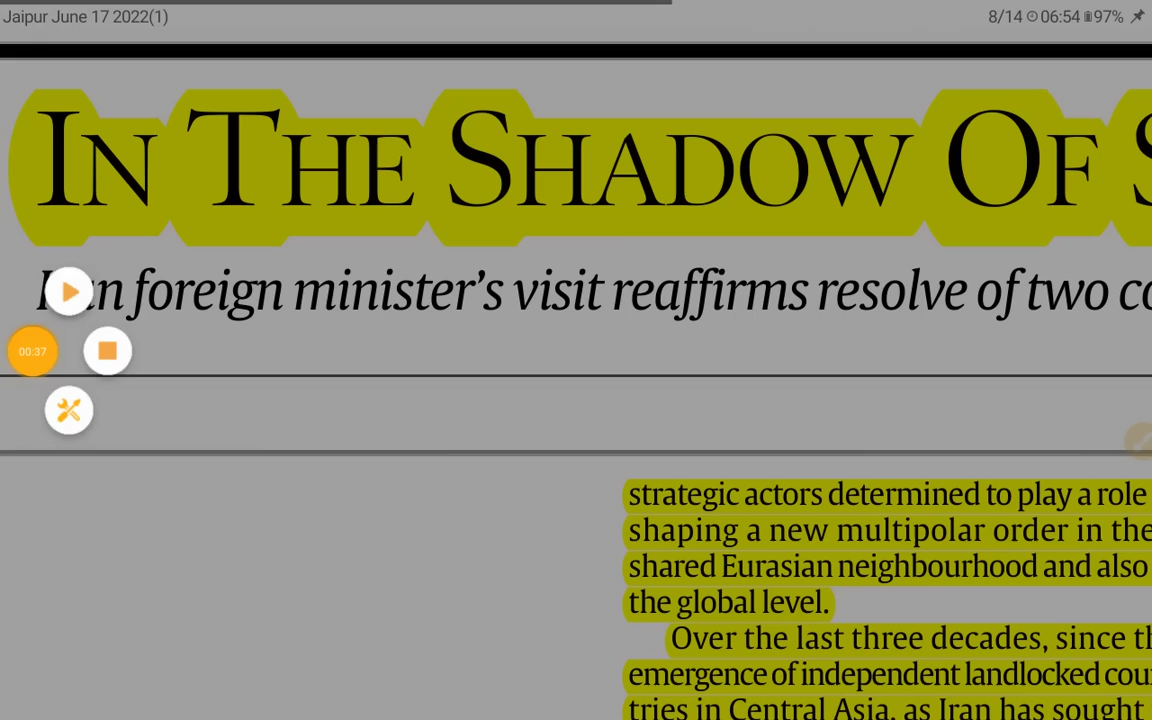 Jaipur June 17 2022(1)
8/14 06:54 97%
IN THE SHADOW OF S
foreign minister's visit reaffirms resolve of two co
00:37
strategic actors determined to play a role
shaping a new multipolar order in the
shared Eurasian neighbourhood and also
the global level.
Over the last three decades, since th
emergence of independent landlocked coun
tries in Central Asia, as Iran has sought